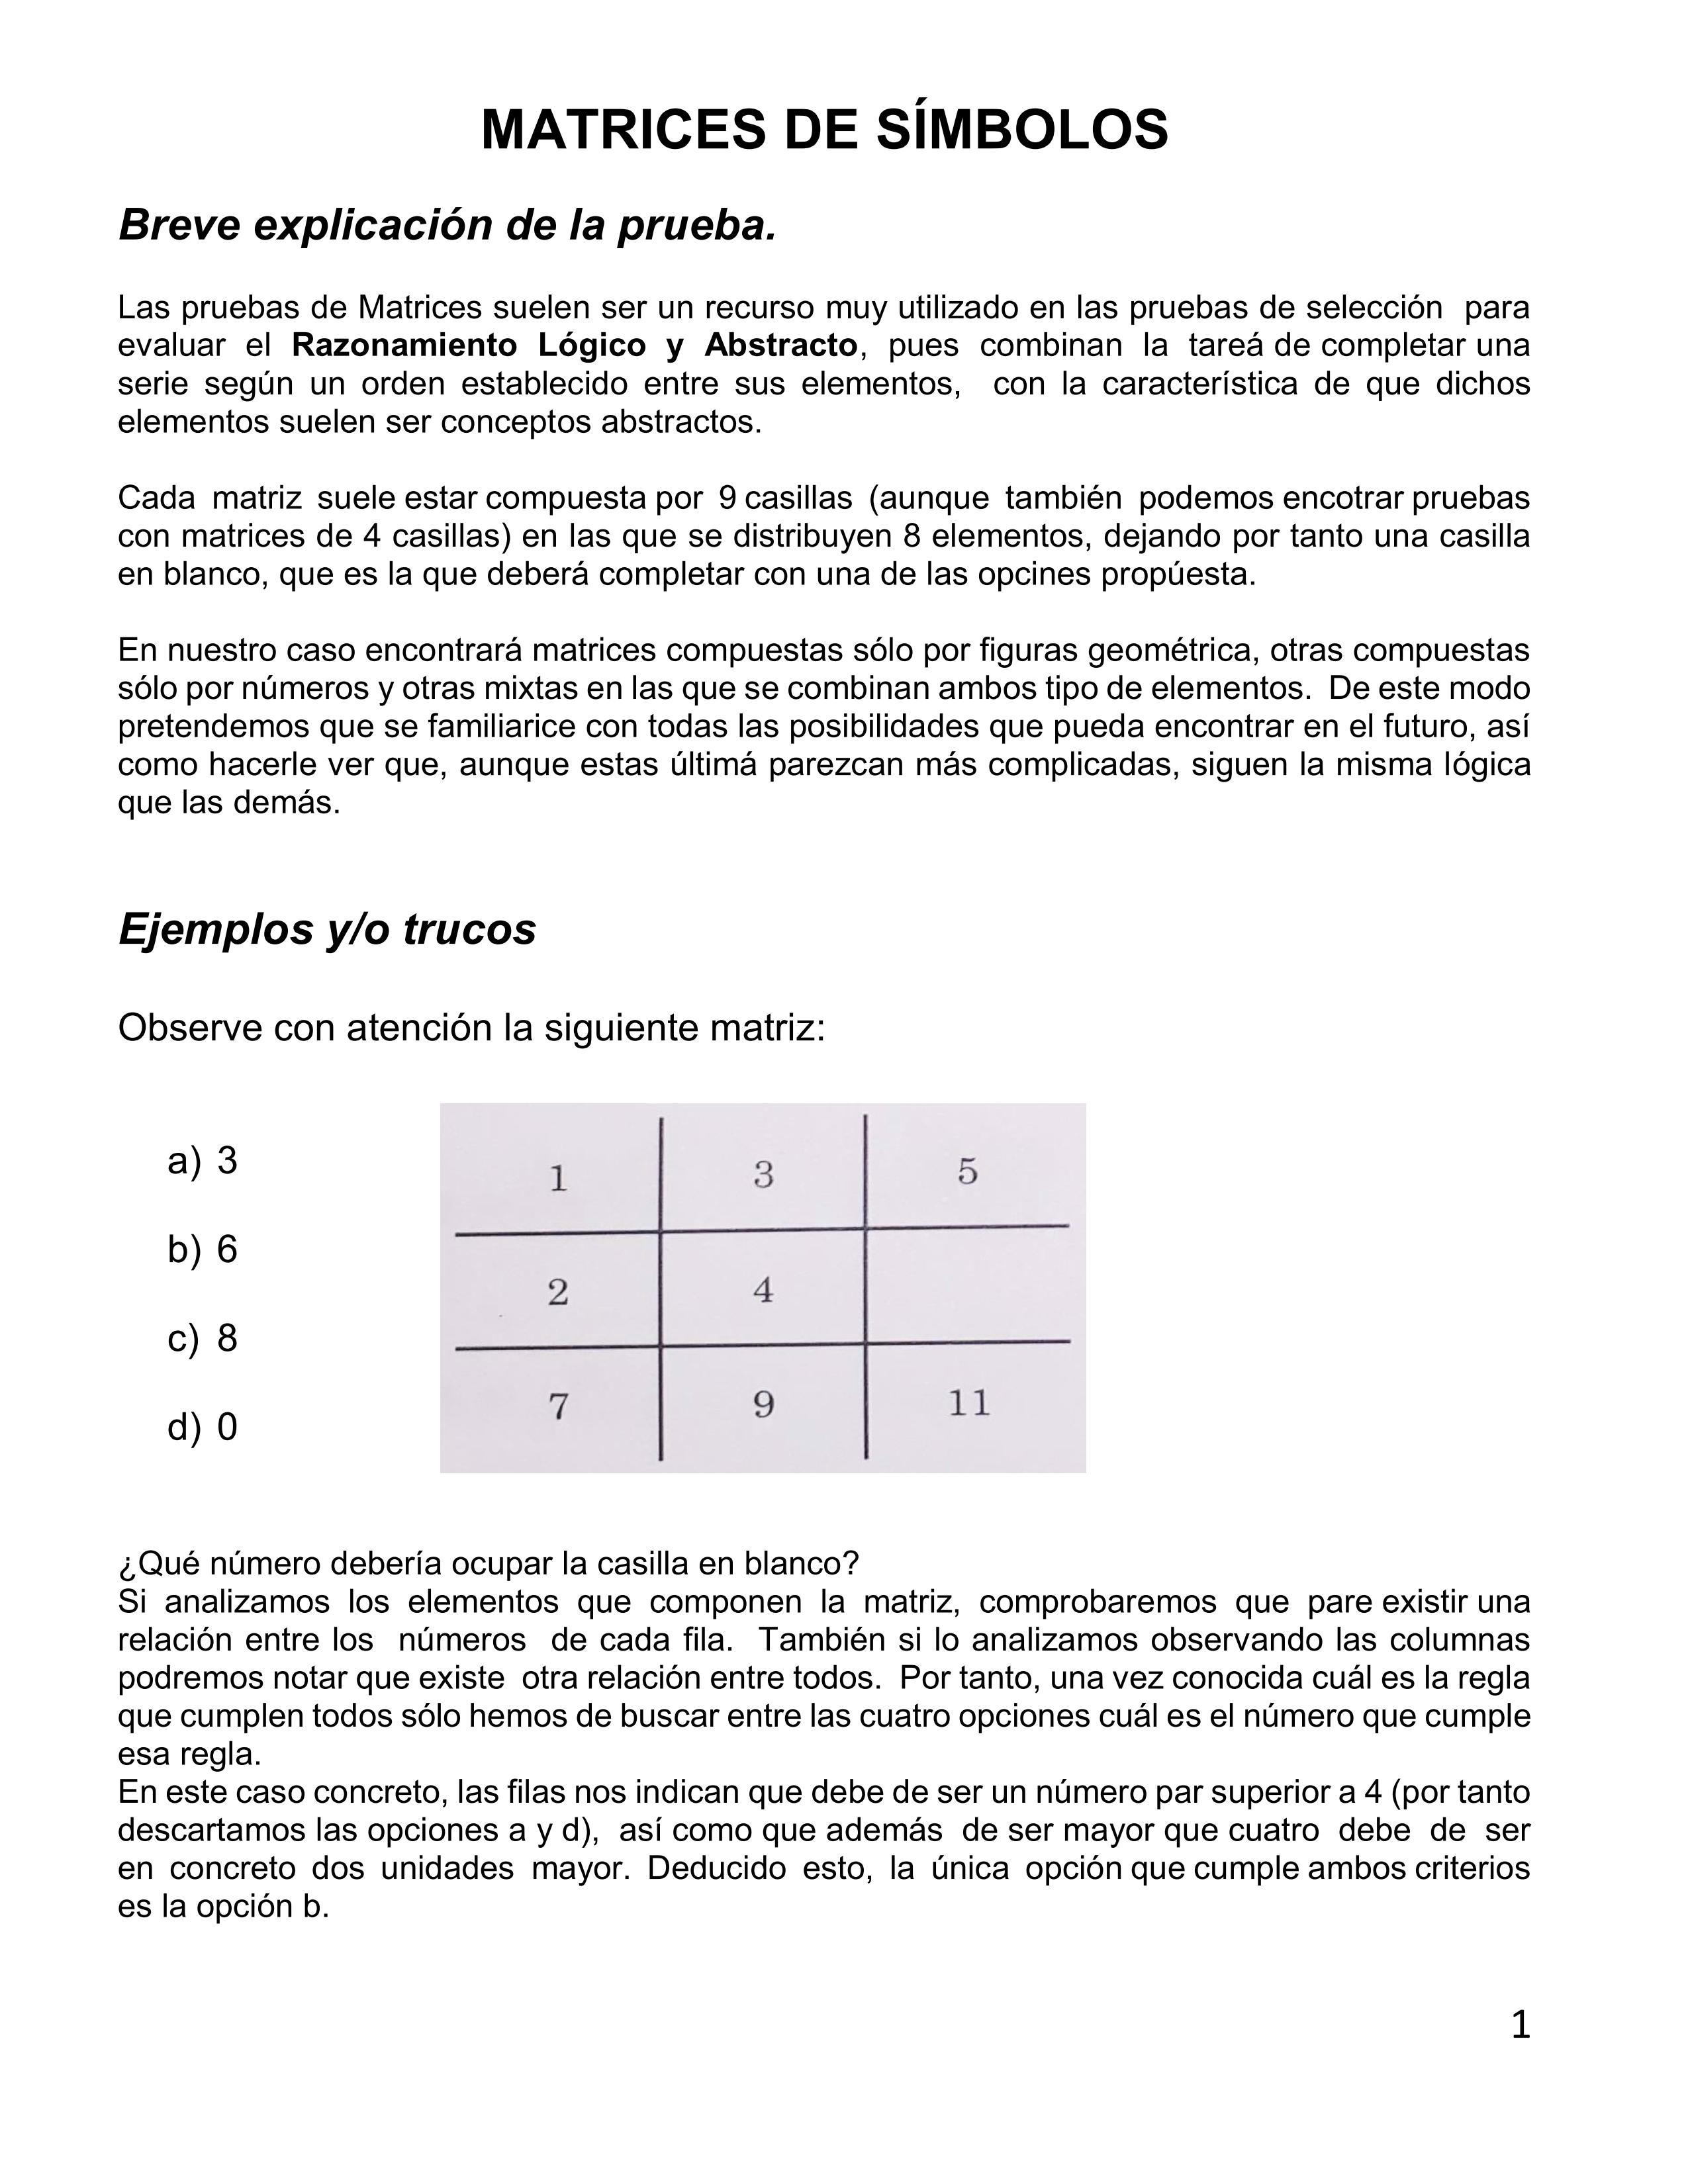 MATRICES DE SÍMBOLOS
Breve explicación de la prueba.
Las pruebas de Matrices suelen ser un recurso muy utilizado en las pruebas de selección para
evaluar el Razonamiento Lógico y Abstracto, pues combinan la tareá de completar una
serie según un orden establecido entre sus elementos, con la característica de que dichos
elementos suelen ser conceptos abstractos.
Cada matriz suele estar compuesta por 9 casillas (aunque también podemos encotrar pruebas
con matrices de 4 casillas) en las que se distribuyen 8 elementos, dejando por tanto una casilla
en blanco, que es la que deberá completar con una de las opcines propúesta.
En nuestro caso encontrará matrices compuestas sólo por figuras geométrica, otras compuestas
sólo por números y otras mixtas en las que se combinan ambos tipo de elementos. De este modo
pretendemos que se familiarice con todas las posibilidades que pueda encontrar en el futuro, así
como hacerle ver que, aunque estas últimá parezcan más complicadas, siguen la misma lógica
que las demás.
Ejemplos y/o trucos
Observe con atención la siguiente matriz:
a) 3
b) 6
c) 8
d) 0
1 3 5
2 4
7 9 11
¿Qué número debería ocupar la casilla en blanco?
Si analizamos los elementos que componen la matriz, comprobaremos que pare existir una
relación entre los números de cada fila. También si lo analizamos observando las columnas
podremos notar que existe otra relación entre todos. Por tanto, una vez conocida cuál es la regla
que cumplen todos sólo hemos de buscar entre las cuatro opciones cuál es el número que cumple
esa regla.
En este caso concreto, las filas nos indican que debe de ser un número par superior a 4 (por tanto
descartamos las opciones a y d), así como que además de ser mayor que cuatro debe de ser
en concreto dos unidades mayor. Deducido esto, la única opción que cumple ambos criterios
es la opción b.
1